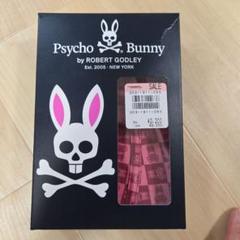 Psycho Bunny
by ROBERT GODLEY
Est. 2005 · NEW YORK
SALE